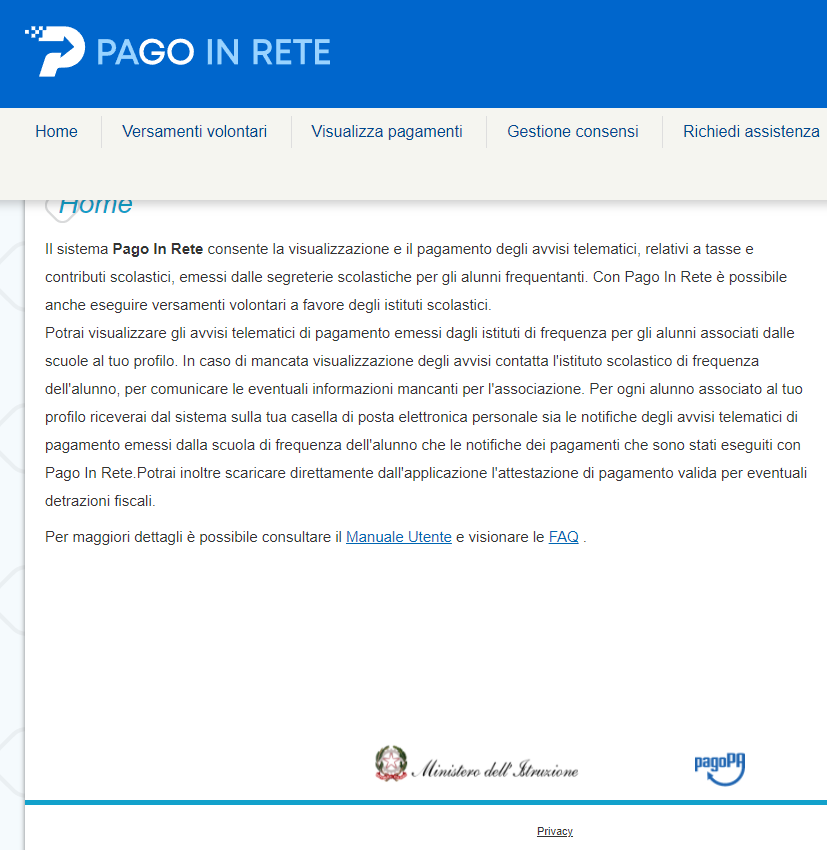 PAGO IN RETE
Home
Versamenti volontari
Visualizza pagamenti
Gestione consensi
Richiedi assistenza
Home
Il sistema Pago In Rete consente la visualizzazione e il pagamento degli avvisi telematici, relativi a tasse e
contributi scolastici, emessi dalle segreterie scolastiche per gli alunni frequentanti. Con Pago In Rete è possibile
anche eseguire versamenti volontari a favore degli istituti scolastici.
Potrai visualizzare gli avvisi telematici di pagamento emessi dagli istituti di frequenza per gli alunni associati dalle
scuole al tuo profilo. In caso di mancata visualizzazione degli avvisi contatta l'istituto scolastico di frequenza
dell'alunno, per comunicare le eventuali informazioni mancanti per l'associazione. Per ogni alunno associato al tuo
profilo riceverai dal sistema sulla tua casella di posta elettronica personale sia le notifiche degli avvisi telematici di
pagamento emessi dalla scuola di frequenza dell'alunno che le notifiche dei pagamenti che sono stati eseguiti con
Pago In Rete.Potrai inoltre scaricare direttamente dall'applicazione l'attestazione di pagamento valida per eventuali
detrazioni fiscali.
Per maggiori dettagli è possibile consultare il Manuale Utente e visionare le FAQ .
Ministero dell'Istruzione
pagoPA
Privacy